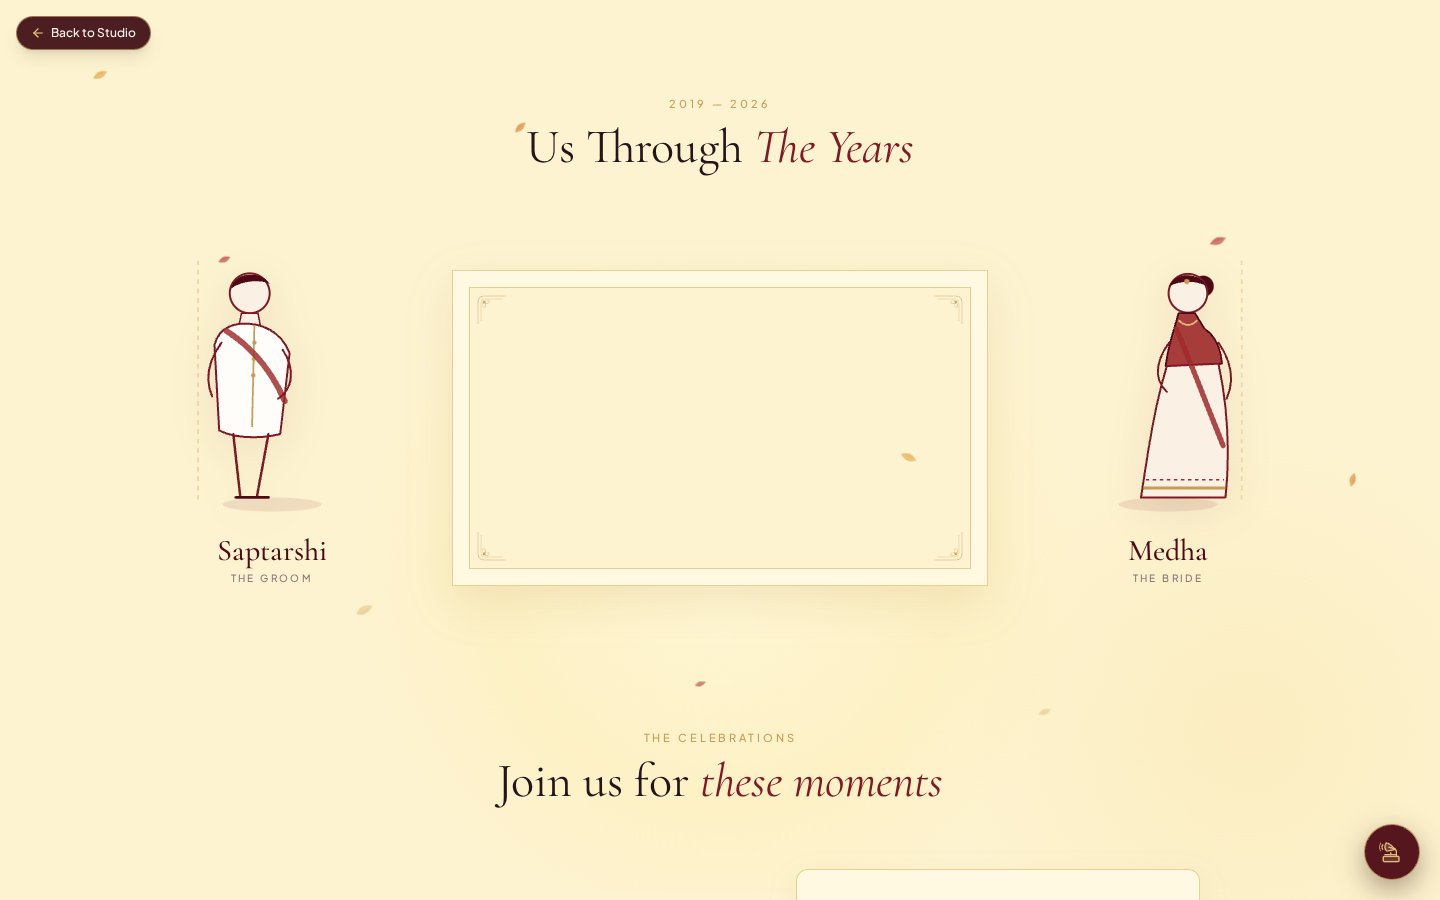 Back to Studio
2019 — 2026
Us Through The Years
Saptarshi
THE GROOM
Medha
THE BRIDE
THE CELEBRATIONS
Join us for these moments